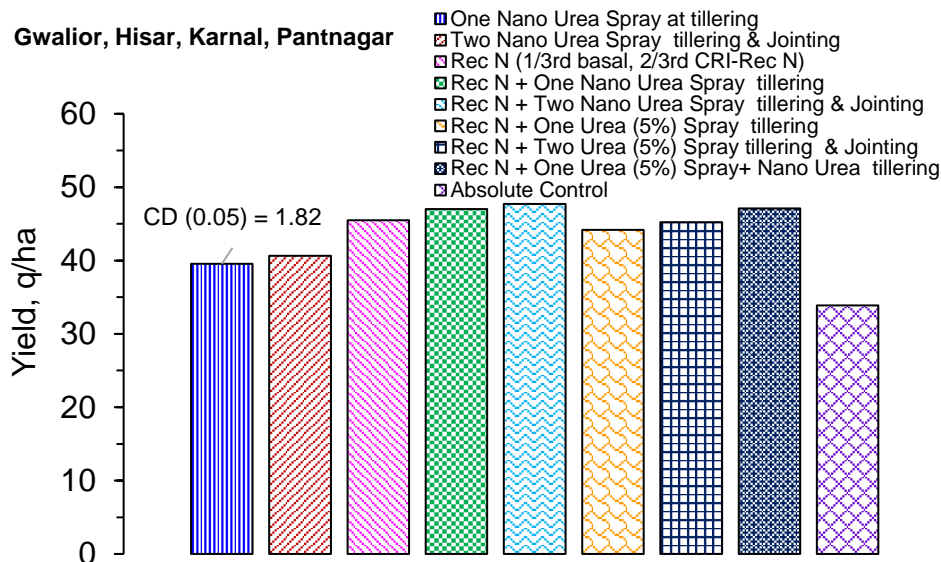 Gwalior, Hisar, Karnal, Pantnagar
One Nano Urea Spray at tillering
Two Nano Urea Spray tillering & Jointing
Rec N (1/3rd basal, 2/3rd CRI-Rec N)
Rec N + One Nano Urea Spray tillering
Rec N + Two Nano Urea Spray tillering & Jointing
Rec N + One Urea (5%) Spray tillering
Rec N + Two Urea (5%) Spray tillering & Jointing
Rec N + One Urea (5%) Spray+ Nano Urea tillering
Absolute Control
CD (0.05) = 1.82
Yield, q/ha
60
50
40
30
20
10
0